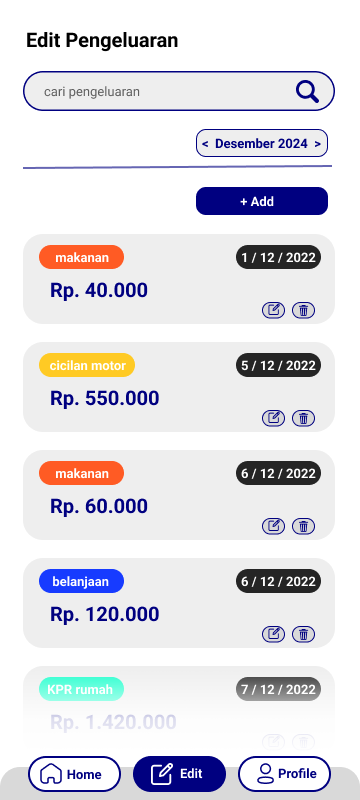 Edit Pengeluaran
cari pengeluaran
< Desember 2024 >
+ Add
makanan 1 / 12 / 2022
Rp. 40.000
cicilan motor 5 / 12 / 2022
Rp. 550.000
makanan 6 / 12 / 2022
Rp. 60.000
belanjaan 6 / 12 / 2022
Rp. 120.000
KPR rumah 7 / 12 / 2022
Rp. 1.420.000
Home Edit Profile